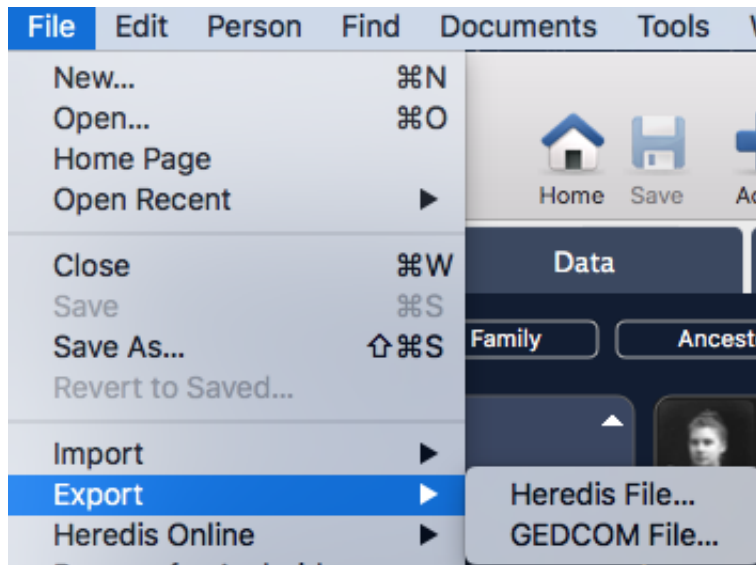 File Edit Person Find Documents Tools
New... ⌘N
Open... ⌘O
Home Page
Open Recent ▶
Close ⌘W
Save ⌘S
Save As... ⇧⌘S
Revert to Saved...
Import ▶
Export ▶
Heredis Online ▶
Heredis File...
GEDCOM File...
Home Save
Data
Family